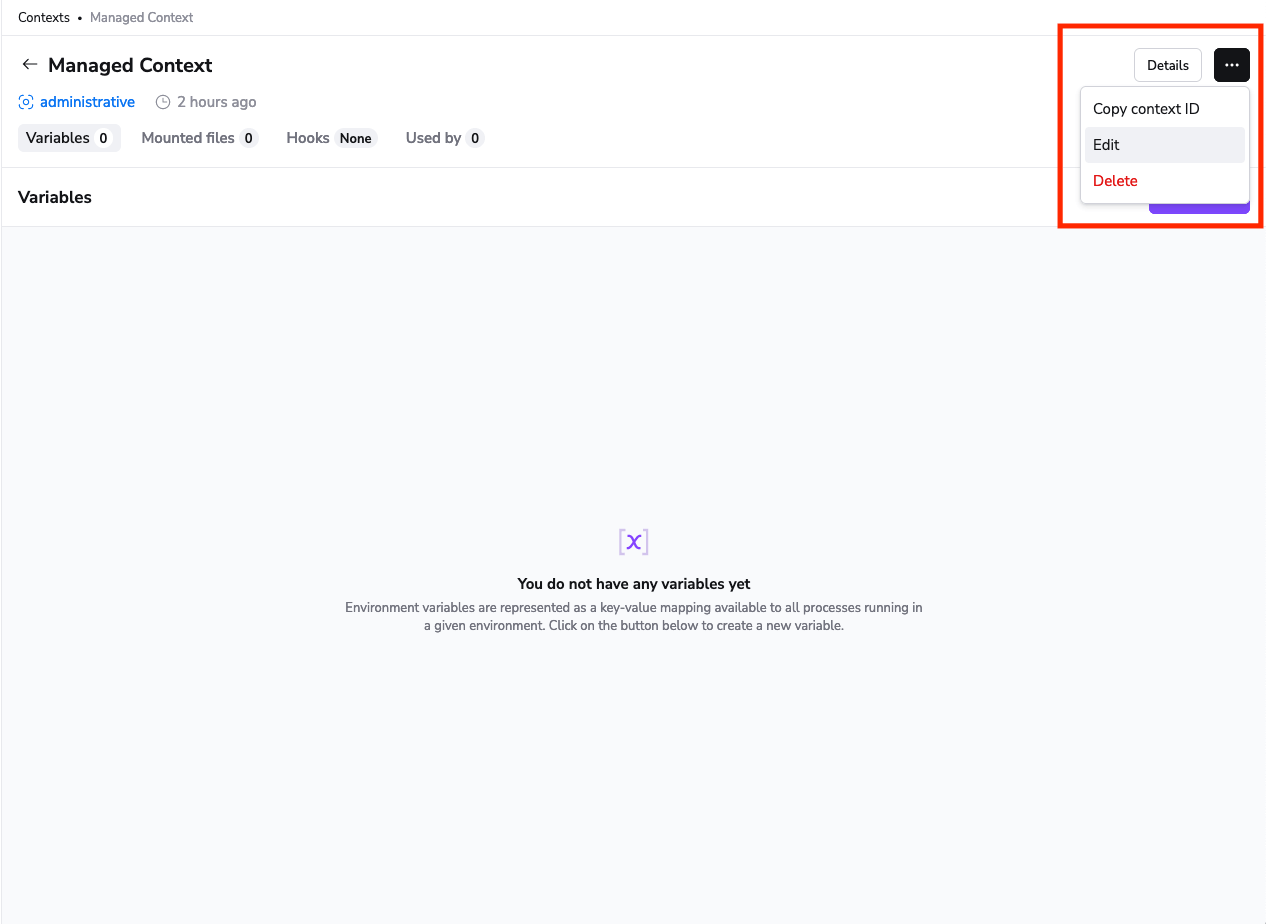 Contexts • Managed Context
← Managed Context
Details ···
administrative 2 hours ago
Copy context ID
Variables 0 Mounted files 0 Hooks None Used by 0
Edit
Delete
Variables
[x]
You do not have any variables yet
Environment variables are represented as a key-value mapping available to all processes running in
a given environment. Click on the button below to create a new variable.